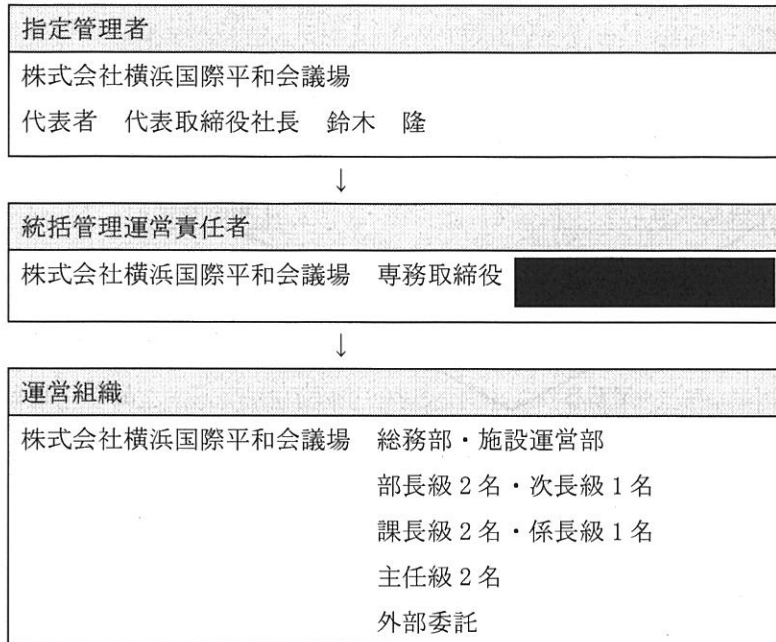 指定管理者
株式会社横浜国際平和会議場
代表者　代表取締役社長　鈴木　隆
↓
統括管理運営責任者
株式会社横浜国際平和会議場　専務取締役
↓
運営組織
株式会社横浜国際平和会議場　総務部・施設運営部
部長級2名・次長級1名
課長級2名・係長級1名
主任級2名
外部委託